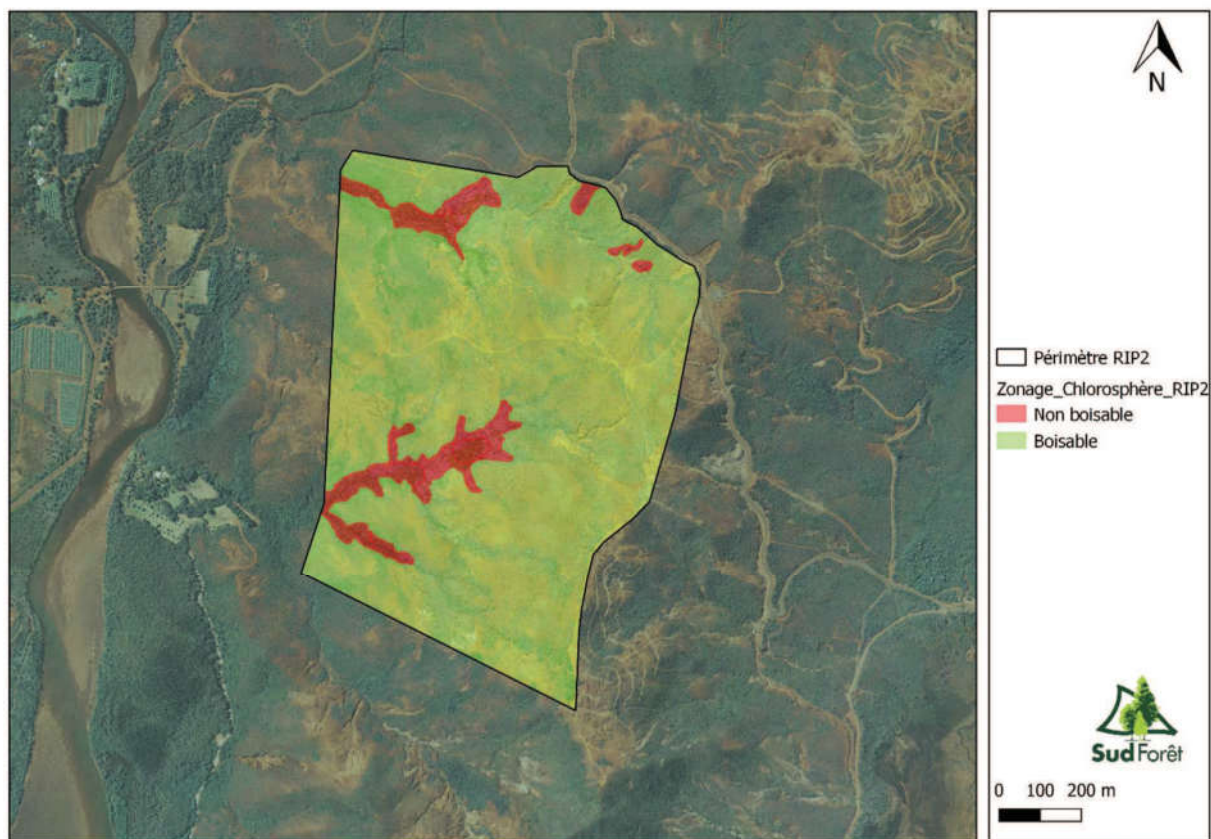 N
Périmètre RIP2
Zonage_Chlorosphère_RIP2
Non boisable
Boisable
Sud Forêt
0 100 200 m